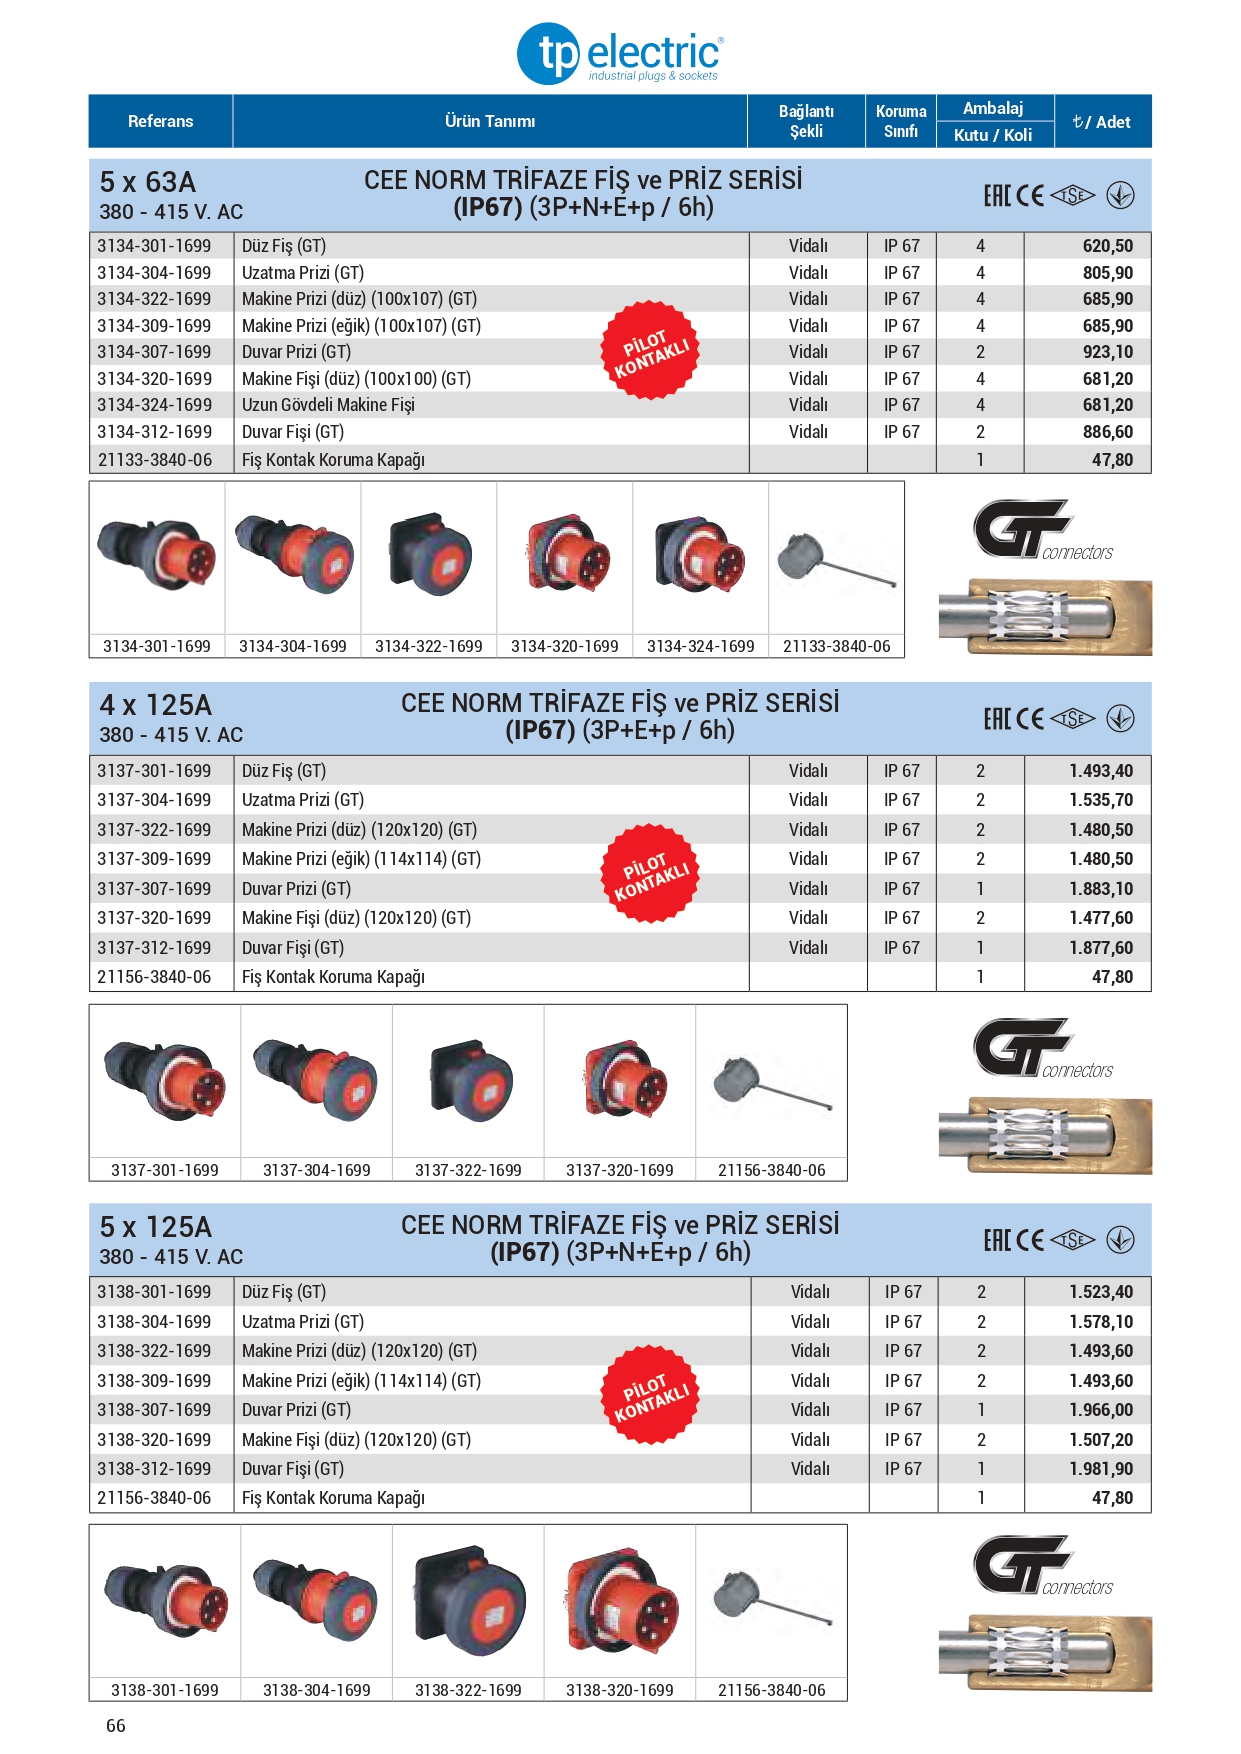 tp electric®
industrial plugs & sockets
Referans Ürün Tanımı Bağlantı Şekli Koruma Sınıfı Ambalaj Kutu / Koli ₺/ Adet
5 x 63A CEE NORM TRİFAZE FİŞ ve PRİZ SERİSİ EAC CE TSE
380 - 415 V. AC (IP67) (3P+N+E+p / 6h)
3134-301-1699 Düz Fiş (GT) Vidalı IP 67 4 620,50
3134-304-1699 Uzatma Prizi (GT) Vidalı IP 67 4 805,90
3134-322-1699 Makine Prizi (düz) (100x107) (GT) Vidalı IP 67 4 685,90
3134-309-1699 Makine Prizi (eğik) (100x107) (GT) Vidalı IP 67 4 685,90
3134-307-1699 Duvar Prizi (GT) Vidalı IP 67 2 923,10
3134-320-1699 Makine Fişi (düz) (100x100) (GT) Vidalı IP 67 4 681,20
3134-324-1699 Uzun Gövdeli Makine Fişi Vidalı IP 67 4 681,20
3134-312-1699 Duvar Fişi (GT) Vidalı IP 67 2 886,60
21133-3840-06 Fiş Kontak Koruma Kapağı 1 47,80
PİLOT
KONTAKLI
GT connectors
3134-301-1699 3134-304-1699 3134-322-1699 3134-320-1699 3134-324-1699 21133-3840-06
4 x 125A CEE NORM TRİFAZE FİŞ ve PRİZ SERİSİ EAC CE TSE
380 - 415 V. AC (IP67) (3P+E+p / 6h)
3137-301-1699 Düz Fiş (GT) Vidalı IP 67 2 1.493,40
3137-304-1699 Uzatma Prizi (GT) Vidalı IP 67 2 1.535,70
3137-322-1699 Makine Prizi (düz) (120x120) (GT) Vidalı IP 67 2 1.480,50
3137-309-1699 Makine Prizi (eğik) (114x114) (GT) Vidalı IP 67 2 1.480,50
3137-307-1699 Duvar Prizi (GT) Vidalı IP 67 1 1.883,10
3137-320-1699 Makine Fişi (düz) (120x120) (GT) Vidalı IP 67 2 1.477,60
3137-312-1699 Duvar Fişi (GT) Vidalı IP 67 1 1.877,60
21156-3840-06 Fiş Kontak Koruma Kapağı 1 47,80
PİLOT
KONTAKLI
GT connectors
3137-301-1699 3137-304-1699 3137-322-1699 3137-320-1699 21156-3840-06
5 x 125A CEE NORM TRİFAZE FİŞ ve PRİZ SERİSİ EAC CE TSE
380 - 415 V. AC (IP67) (3P+N+E+p / 6h)
3138-301-1699 Düz Fiş (GT) Vidalı IP 67 2 1.523,40
3138-304-1699 Uzatma Prizi (GT) Vidalı IP 67 2 1.578,10
3138-322-1699 Makine Prizi (düz) (120x120) (GT) Vidalı IP 67 2 1.493,60
3138-309-1699 Makine Prizi (eğik) (114x114) (GT) Vidalı IP 67 2 1.493,60
3138-307-1699 Duvar Prizi (GT) Vidalı IP 67 1 1.966,00
3138-320-1699 Makine Fişi (düz) (120x120) (GT) Vidalı IP 67 2 1.507,20
3138-312-1699 Duvar Fişi (GT) Vidalı IP 67 1 1.981,90
21156-3840-06 Fiş Kontak Koruma Kapağı 1 47,80
PİLOT
KONTAKLI
GT connectors
3138-301-1699 3138-304-1699 3138-322-1699 3138-320-1699 21156-3840-06
66